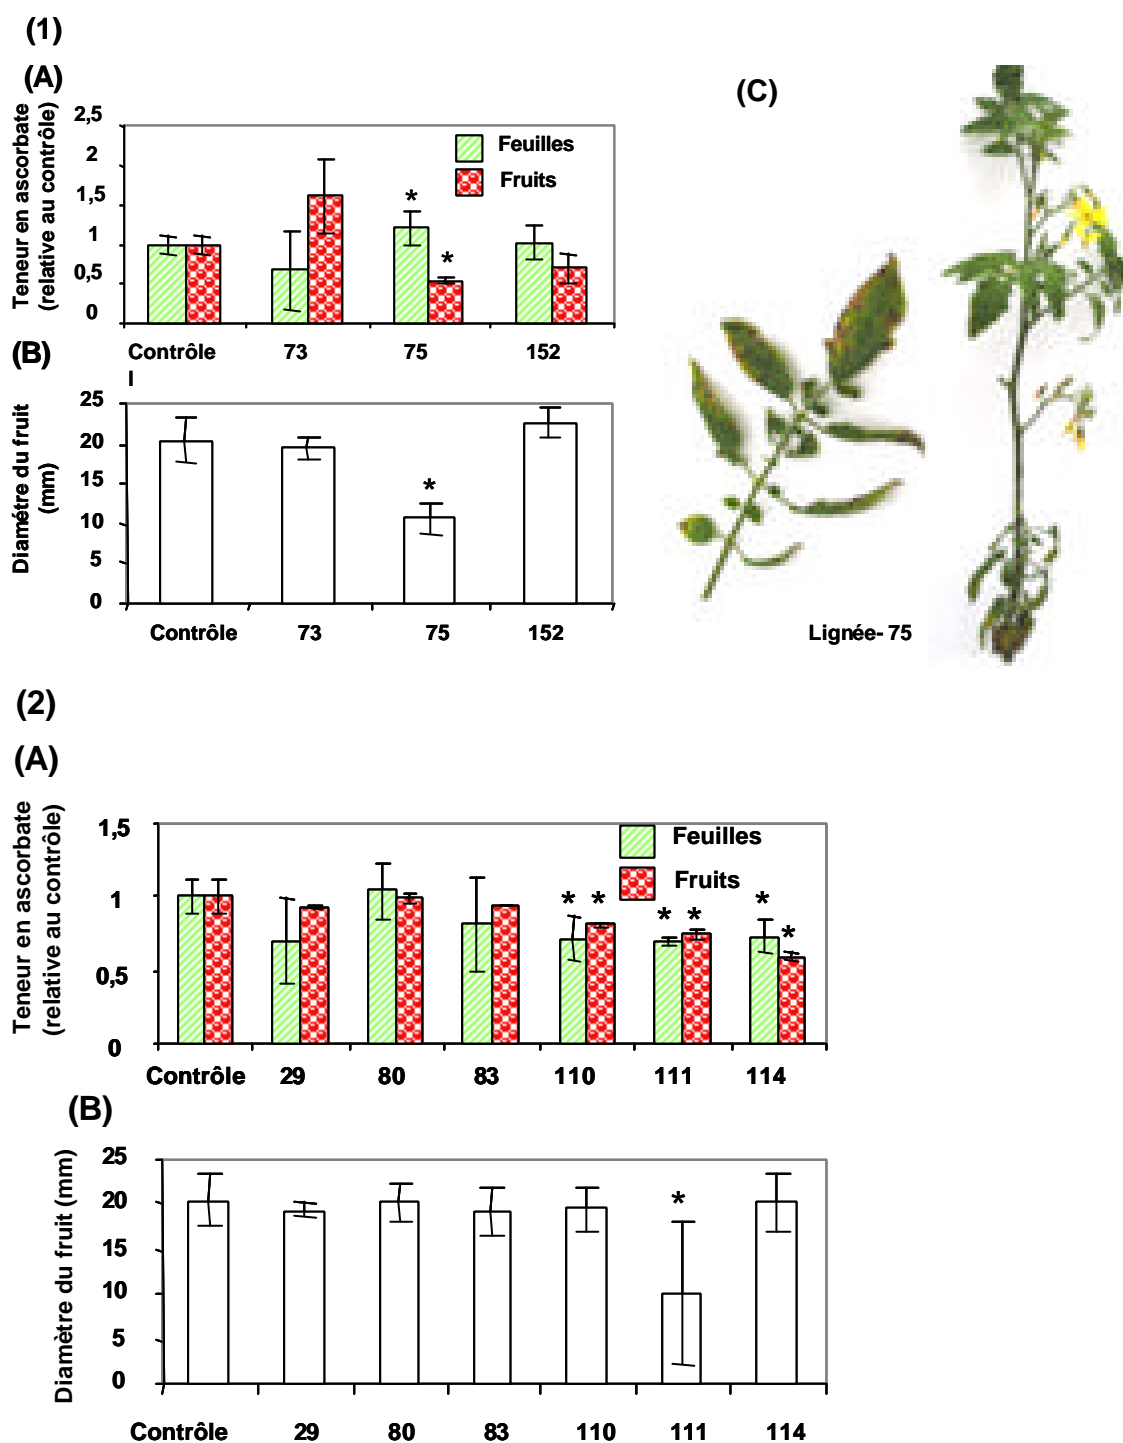 (1)
(A)
Teneur en ascorbate
(relative au contrôle)
2,5
2
1,5
1
0,5
0
Feuilles
Fruits
*
*
Contrôle 73 75 152
l
(B)
Diamétre du fruit
(mm)
25
20
15
10
5
0
*
Contrôle 73 75 152
(C)
Lignée- 75
(2)
(A)
Teneur en ascorbate
(relative au contrôle)
1,5
1
0,5
0
Feuilles
Fruits
* * * * * *
Contrôle 29 80 83 110 111 114
(B)
Diamètre du fruit (mm)
25
20
15
10
5
0
*
Contrôle 29 80 83 110 111 114